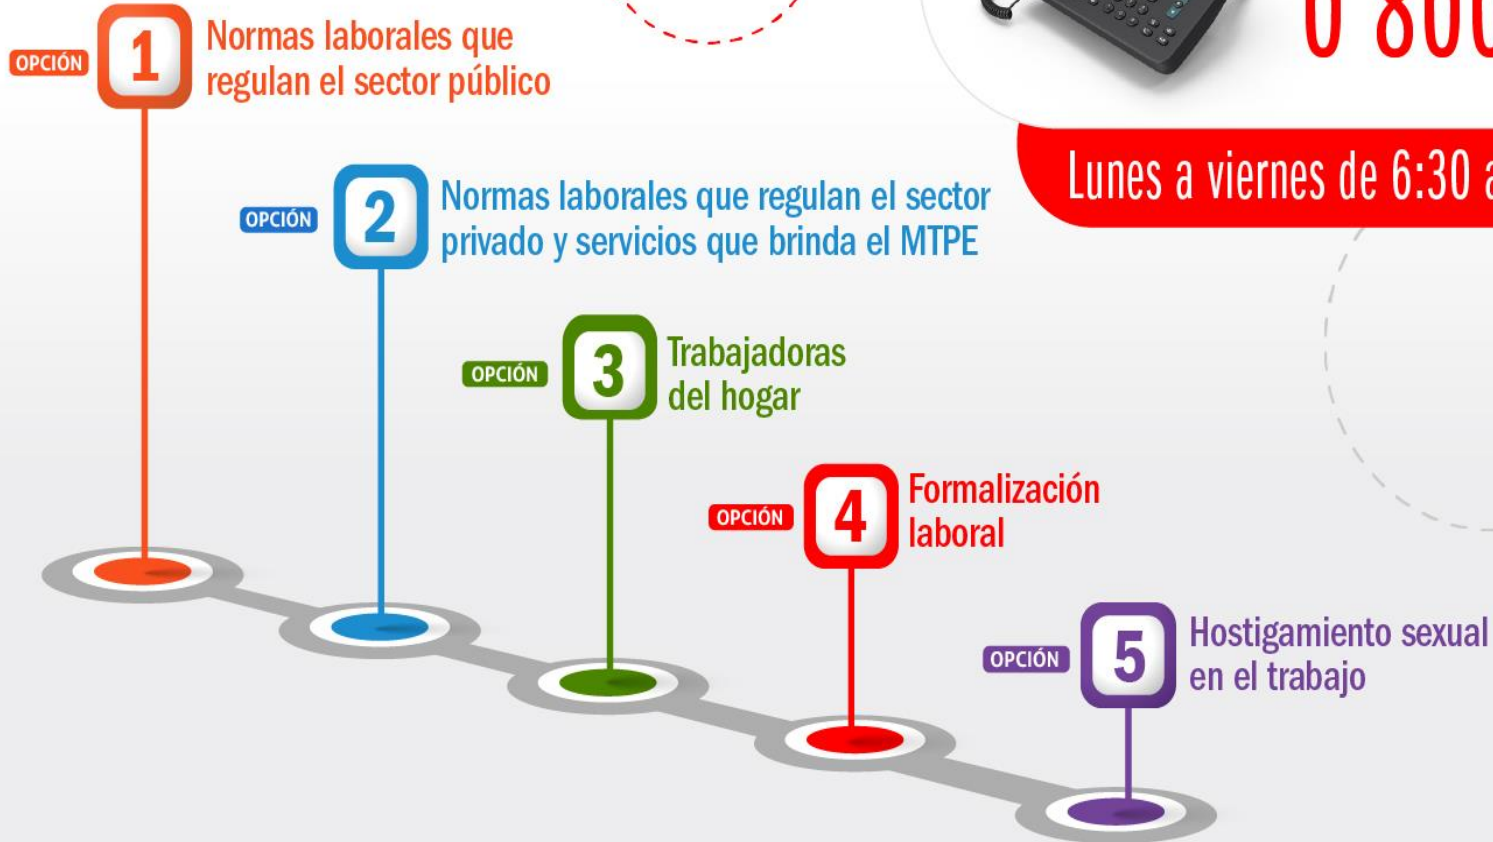 OPCIÓN
1
Normas laborales que
regulan el sector público
0 800
Lunes a viernes de 6:30 a
OPCIÓN
2
Normas laborales que regulan el sector
privado y servicios que brinda el MTPE
OPCIÓN
3
Trabajadoras
del hogar
OPCIÓN
4
Formalización
laboral
OPCIÓN
5
Hostigamiento sexual
en el trabajo